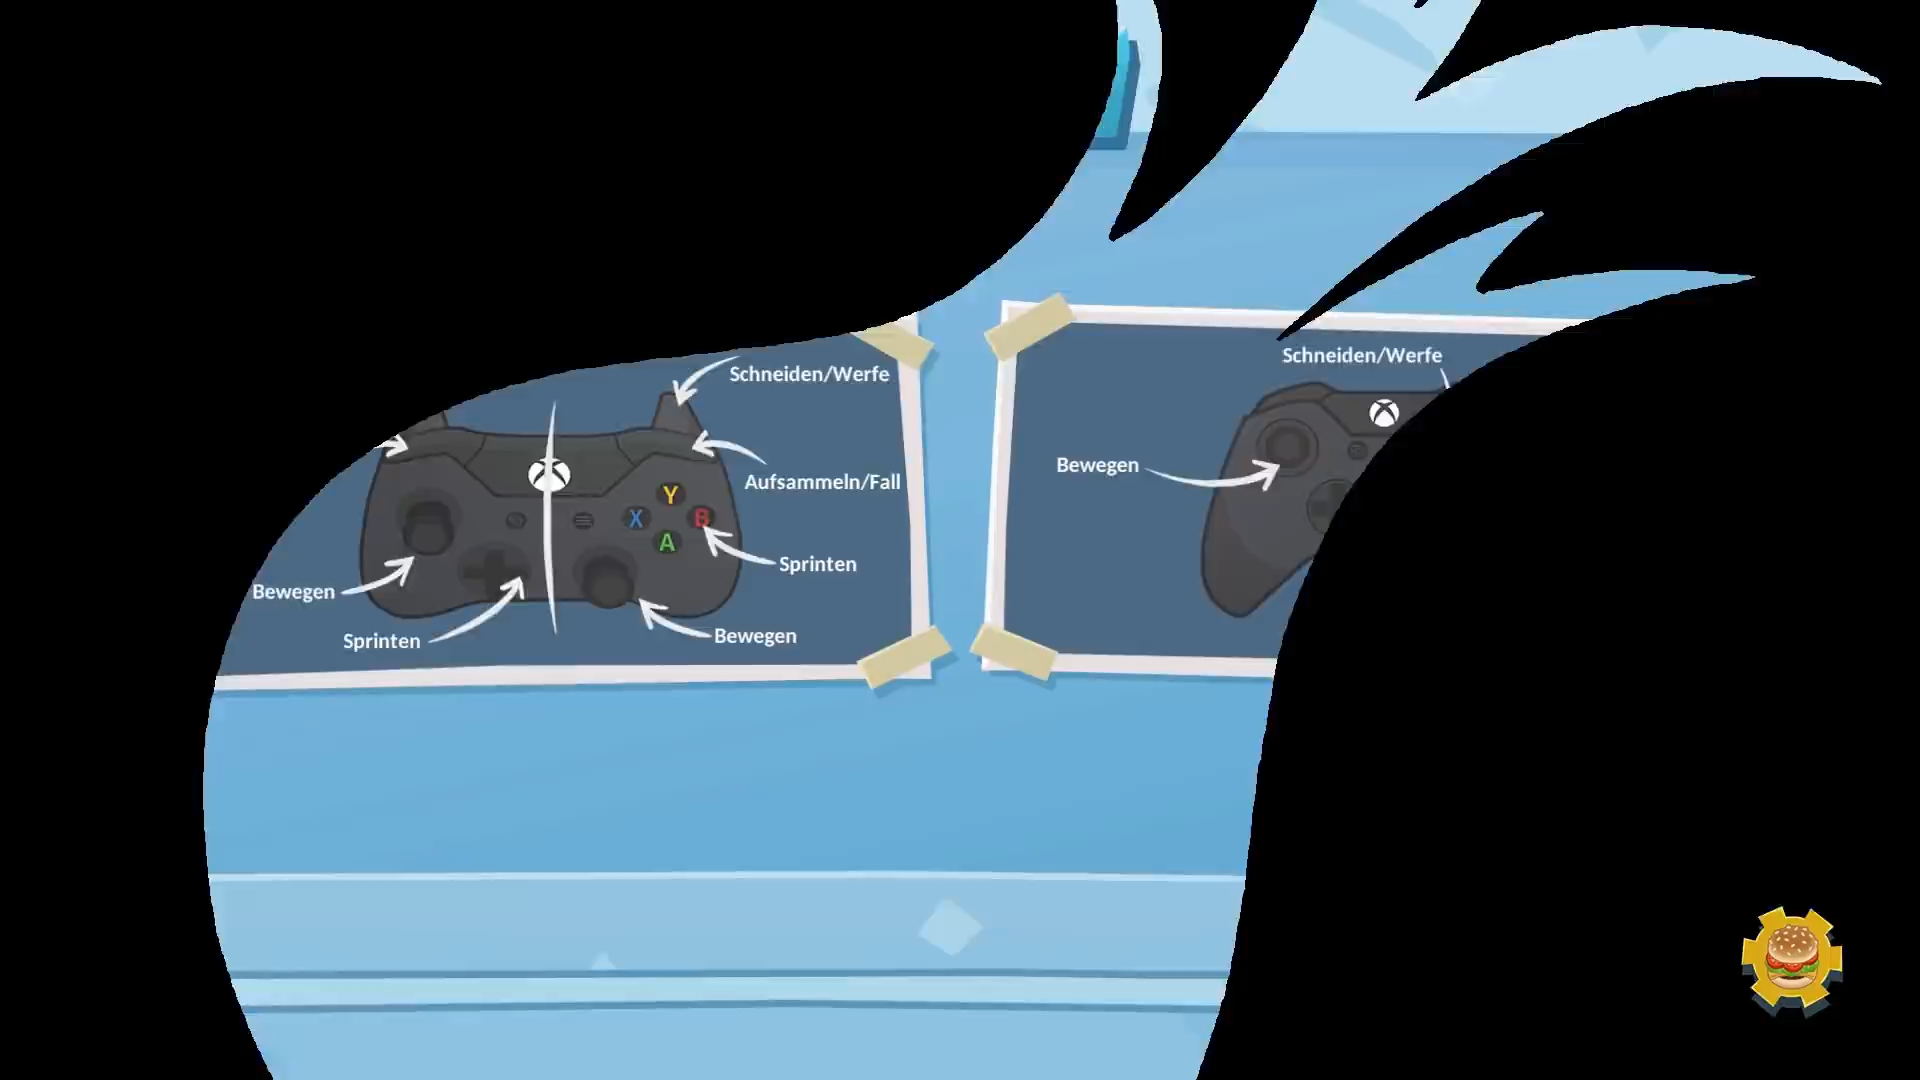 Schneiden/Werfe
Aufsammeln/Fall
Y
X
B
A
Sprinten
Bewegen
Sprinten
Bewegen
Schneiden/Werfe
Bewegen